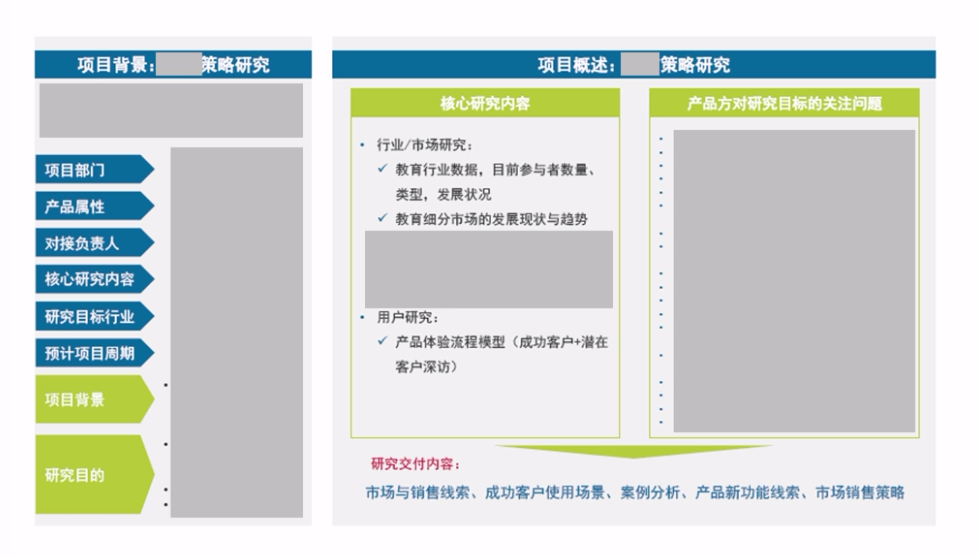 项目背景：策略研究
项目部门
产品属性
对接负责人
核心研究内容
研究目标行业
预计项目周期
项目背景
研究目的
项目概述：策略研究
核心研究内容
• 行业/市场研究：
✓ 教育行业数据，目前参与者数量、
类型，发展状况
✓ 教育细分市场的发展现状与趋势
• 用户研究：
✓ 产品体验流程模型（成功客户+潜在
客户深访）
产品方对研究目标的关注问题
研究交付内容：
市场与销售线索、成功客户使用场景、案例分析、产品新功能线索、市场销售策略